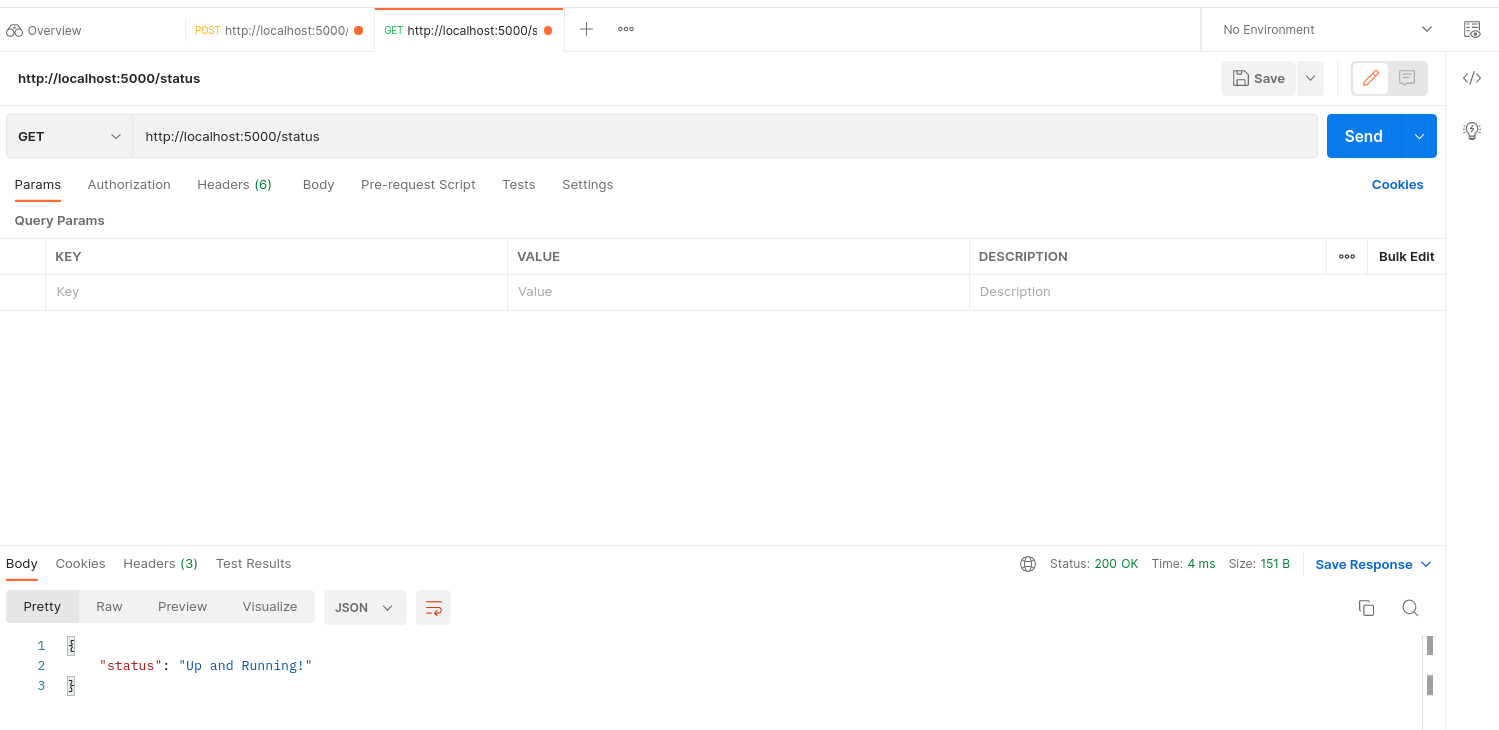 Overview POST http://localhost:5000/ GET http://localhost:5000/s No Environment
http://localhost:5000/status Save
GET http://localhost:5000/status Send
Params Authorization Headers (6) Body Pre-request Script Tests Settings Cookies
Query Params
KEY VALUE DESCRIPTION Bulk Edit
Key Value Description
Body Cookies Headers (3) Test Results Status: 200 OK Time: 4 ms Size: 151 B Save Response
Pretty Raw Preview Visualize JSON
1 {
2 "status": "Up and Running!"
3 }